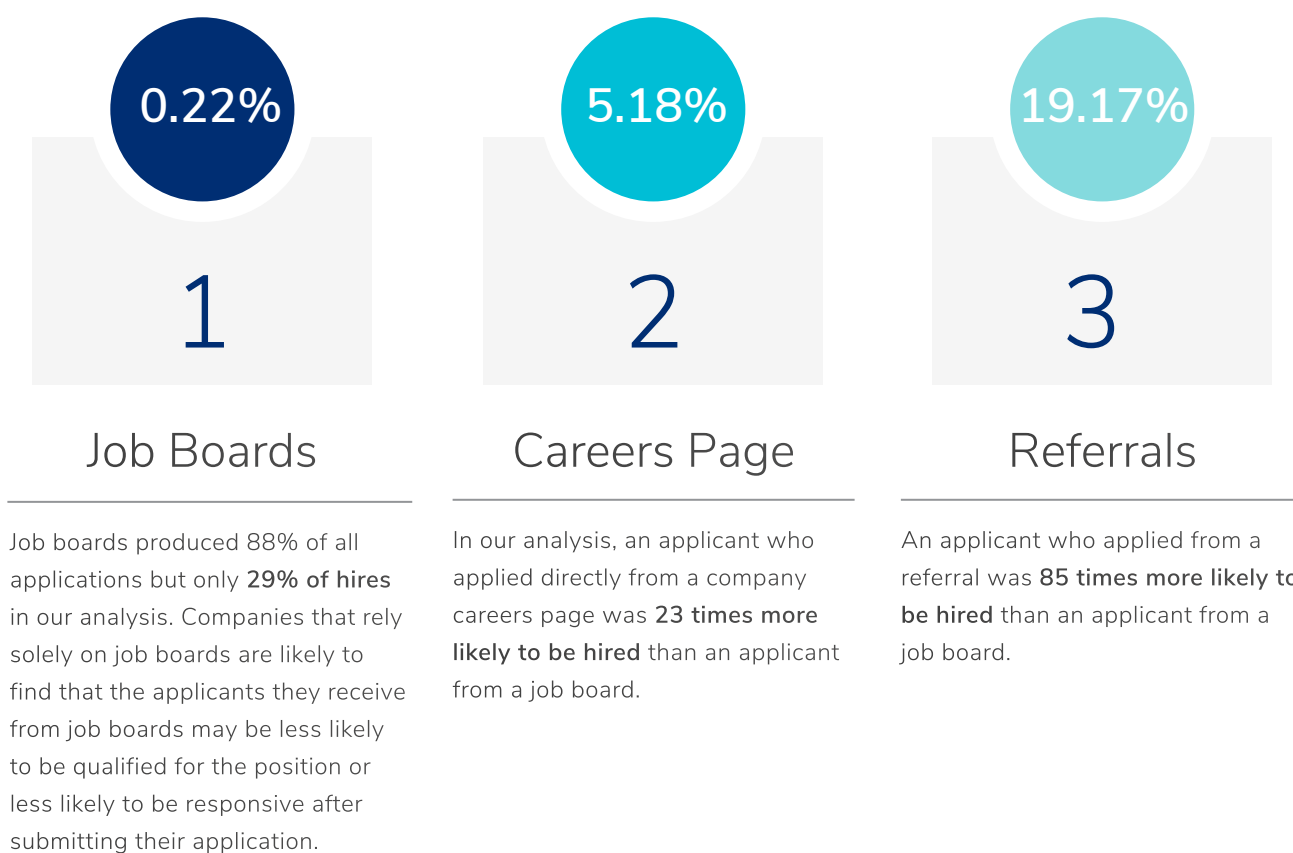 0.22%
1
Job Boards
Job boards produced 88% of all
applications but only 29% of hires
in our analysis. Companies that rely
solely on job boards are likely to
find that the applicants they receive
from job boards may be less likely
to be qualified for the position or
less likely to be responsive after
submitting their application.
5.18%
2
Careers Page
In our analysis, an applicant who
applied directly from a company
careers page was 23 times more
likely to be hired than an applicant
from a job board.
19.17%
3
Referrals
An applicant who applied from a
referral was 85 times more likely to
be hired than an applicant from a
job board.